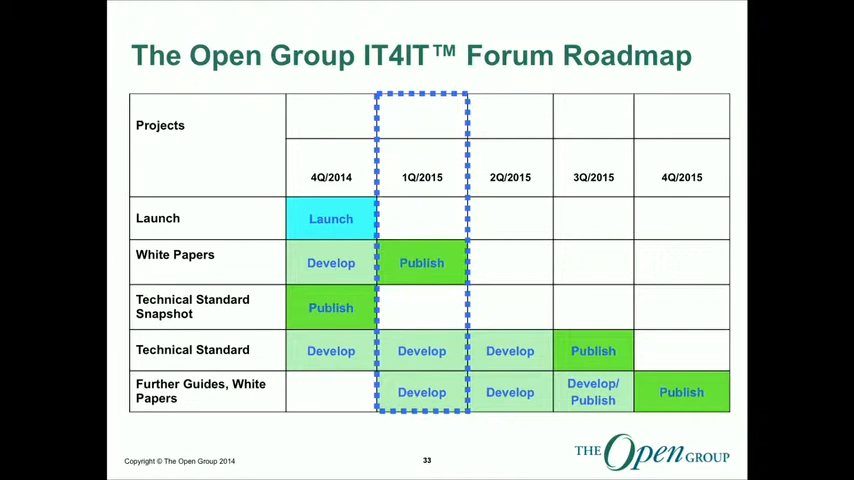 The Open Group IT4IT™ Forum Roadmap
Projects
4Q/2014 1Q/2015 2Q/2015 3Q/2015 4Q/2015
Launch Launch
White Papers Develop Publish
Technical Standard
Snapshot Publish
Technical Standard Develop Develop Develop Publish
Further Guides, White
Papers Develop Develop Develop/
Publish Publish
Copyright © The Open Group 2014
33
THE Open GROUP